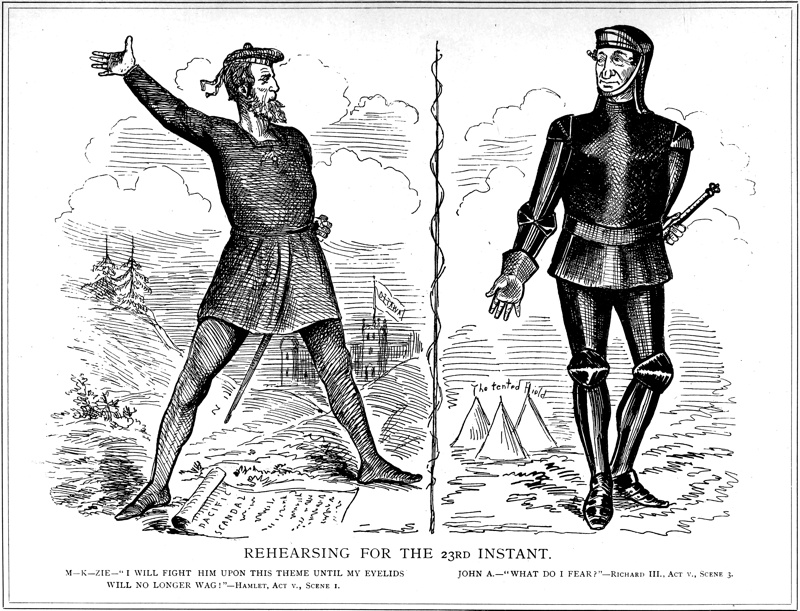 OTTAWA
The tented Field
PACIFIC
SCANDAL
REHEARSING FOR THE 23RD INSTANT.
M—K—ZIE—"I WILL FIGHT HIM UPON THIS THEME UNTIL MY EYELIDS
WILL NO LONGER WAG!"—HAMLET, ACT V., SCENE I.
JOHN A.—"WHAT DO I FEAR?"—RICHARD III., ACT V., SCENE 3.